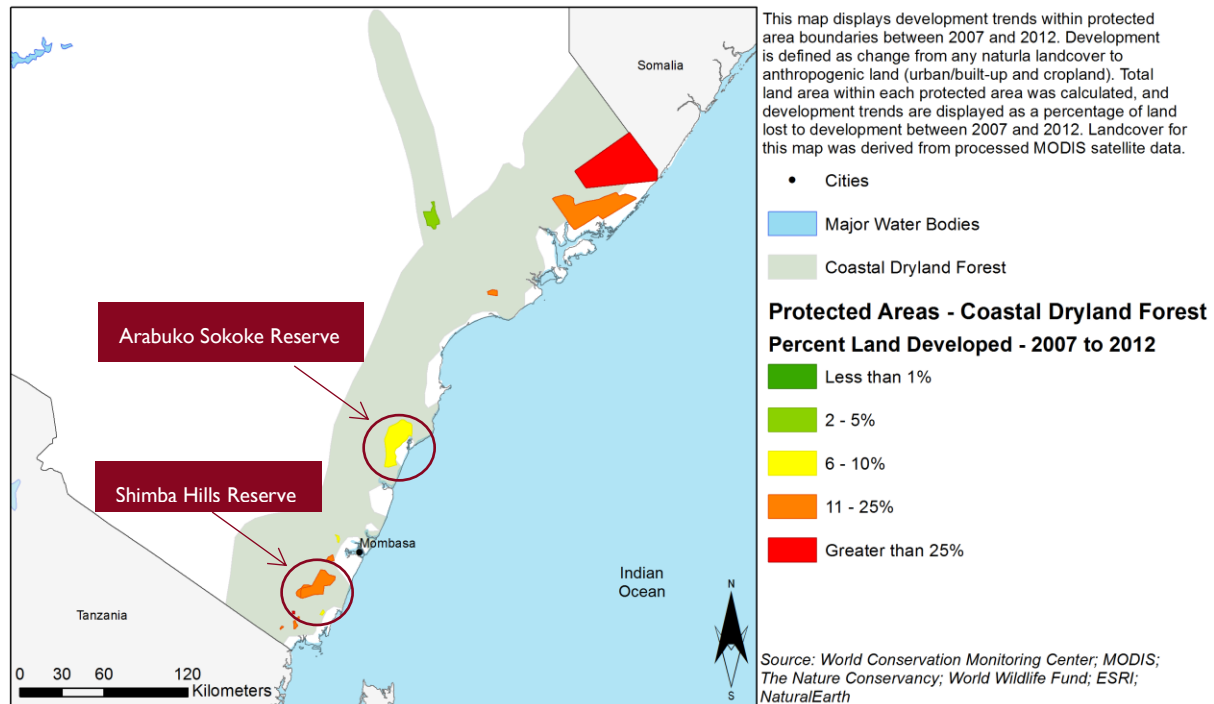 This map displays development trends within protected
area boundaries between 2007 and 2012. Development
is defined as change from any naturla landcover to
anthropogenic land (urban/built-up and cropland). Total
land area within each protected area was calculated, and
development trends are displayed as a percentage of land
lost to development between 2007 and 2012. Landcover for
this map was derived from processed MODIS satellite data.
Cities
Major Water Bodies
Coastal Dryland Forest
Protected Areas - Coastal Dryland Forest
Percent Land Developed - 2007 to 2012
Less than 1%
2 - 5%
6 - 10%
11 - 25%
Greater than 25%
Source: World Conservation Monitoring Center; MODIS;
The Nature Conservancy; World Wildlife Fund; ESRI;
NaturalEarth
Somalia
Arabuko Sokoke Reserve
Shimba Hills Reserve
Mombasa
Indian
Ocean
Tanzania
N
S
0 30 60 120
Kilometers